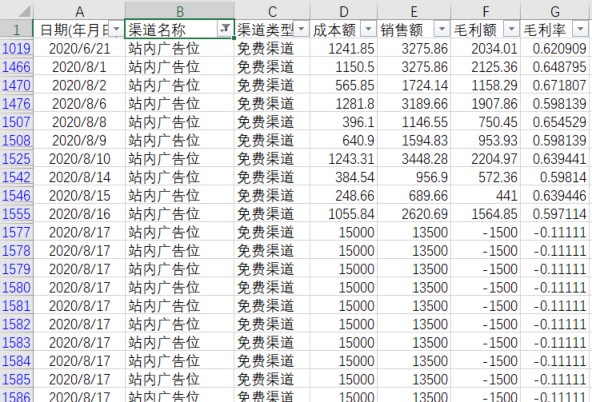 A B C D E F G
1 日期(年月日 渠道名称 渠道类型 成本额 销售额 毛利额 毛利率
1019 2020/6/21 站内广告位 免费渠道 1241.85 3275.86 2034.01 0.620909
1466 2020/8/1 站内广告位 免费渠道 1150.5 3275.86 2125.36 0.648795
1470 2020/8/2 站内广告位 免费渠道 565.85 1724.14 1158.29 0.671807
1476 2020/8/6 站内广告位 免费渠道 1281.8 3189.66 1907.86 0.598139
1507 2020/8/8 站内广告位 免费渠道 396.1 1146.55 750.45 0.654529
1508 2020/8/9 站内广告位 免费渠道 640.9 1594.83 953.93 0.598139
1525 2020/8/10 站内广告位 免费渠道 1243.31 3448.28 2204.97 0.639441
1542 2020/8/14 站内广告位 免费渠道 384.54 956.9 572.36 0.59814
1546 2020/8/15 站内广告位 免费渠道 248.66 689.66 441 0.639446
1555 2020/8/16 站内广告位 免费渠道 1055.84 2620.69 1564.85 0.597114
1577 2020/8/17 站内广告位 免费渠道 15000 13500 -1500 -0.11111
1578 2020/8/17 站内广告位 免费渠道 15000 13500 -1500 -0.11111
1579 2020/8/17 站内广告位 免费渠道 15000 13500 -1500 -0.11111
1580 2020/8/17 站内广告位 免费渠道 15000 13500 -1500 -0.11111
1581 2020/8/17 站内广告位 免费渠道 15000 13500 -1500 -0.11111
1582 2020/8/17 站内广告位 免费渠道 15000 13500 -1500 -0.11111
1583 2020/8/17 站内广告位 免费渠道 15000 13500 -1500 -0.11111
1584 2020/8/17 站内广告位 免费渠道 15000 13500 -1500 -0.11111
1585 2020/8/17 站内广告位 免费渠道 15000 13500 -1500 -0.11111
1586 2020/8/17 站内广告位 免费渠道 15000 13500 -1500 -0.11111